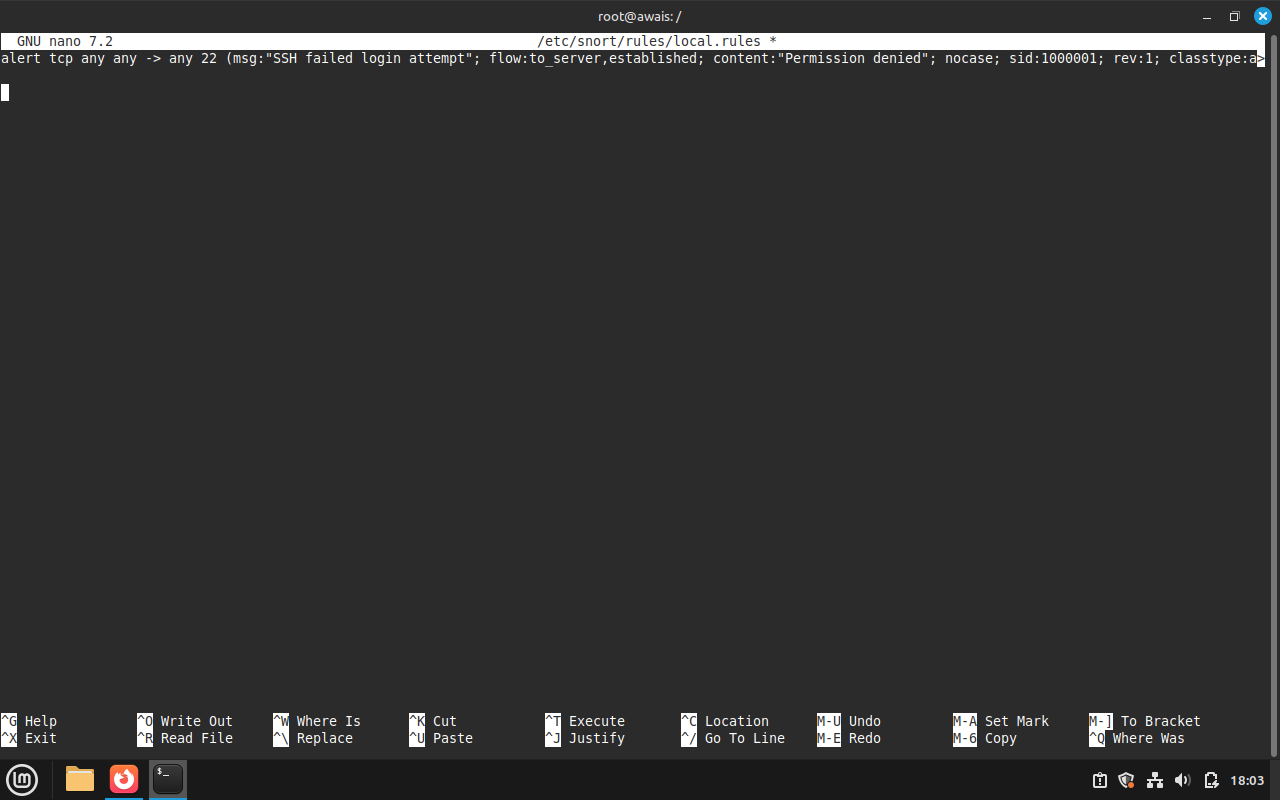 root@awais: /
GNU nano 7.2 /etc/snort/rules/local.rules *
alert tcp any any -> any 22 (msg:"SSH failed login attempt"; flow:to_server,established; content:"Permission denied"; nocase; sid:1000001; rev:1; classtype:a>
^G Help ^O Write Out ^W Where Is ^K Cut ^T Execute ^C Location M-U Undo M-A Set Mark M-] To Bracket
^X Exit ^R Read File ^\ Replace ^U Paste ^J Justify ^/ Go To Line M-E Redo M-6 Copy ^Q Where Was
lm $_ 18:03